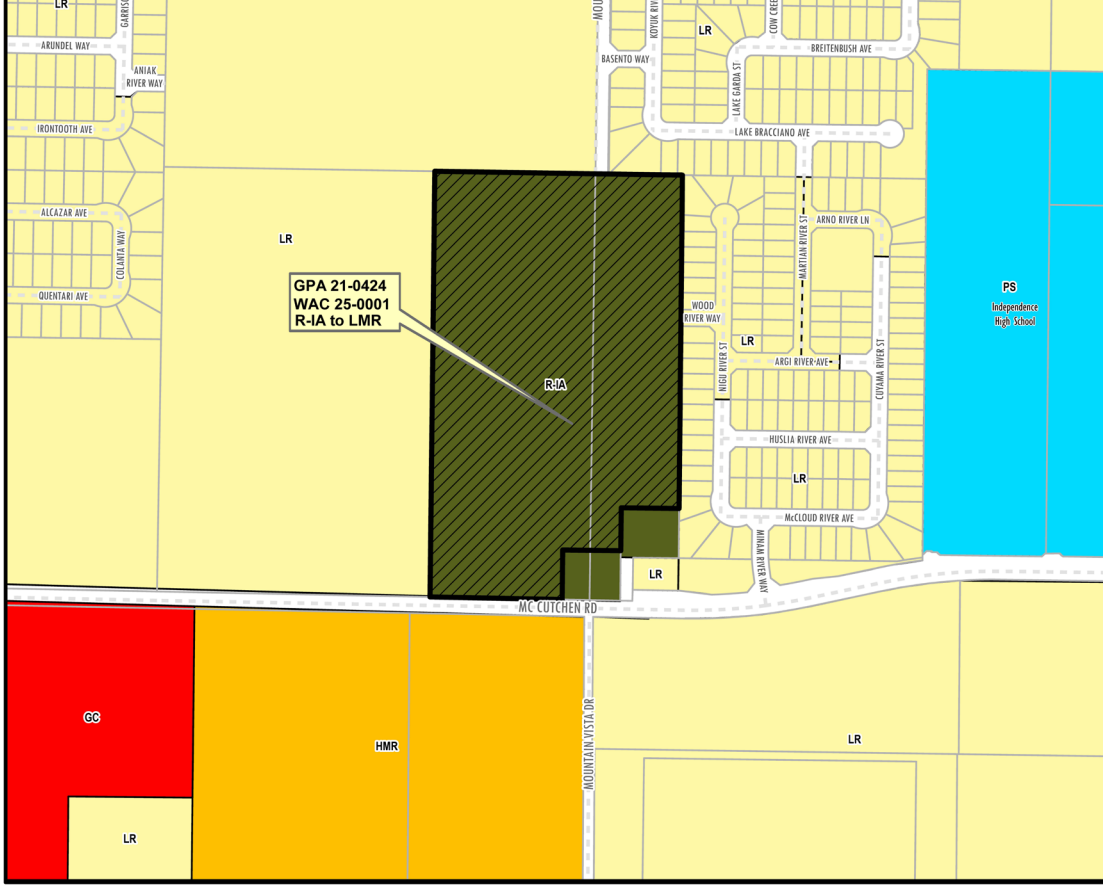 LR
GARRIS
ARUNDEL WAY
ANIAK
RIVER WAY
IRONTOOTH AVE
ALCAZAR AVE
COLANTA WAY
QUENTARI AVE
MOU
KOYUK RIV
LR
COW CREE
BREITENBUSH AVE
BASENTO WAY
LAKE GARDA ST
LAKE BRACCIANO AVE
LR
GPA 21-0424
WAC 25-0001
R-IA to LMR
R-IA
MARTIAN RIVER ST
ARNO RIVER LN
WOOD
RIVER WAY
LR
NIGU RIVER ST
ARGI RIVER AVE
CUYAMA RIVER ST
HUSLIA RIVER AVE
LR
McCLOUD RIVER AVE
MINAM RIVER WAY
PS
Independence
High School
LR
MC CUTCHEN RD
GC
HMR
MOUNTAIN VISTA DR
LR
LR